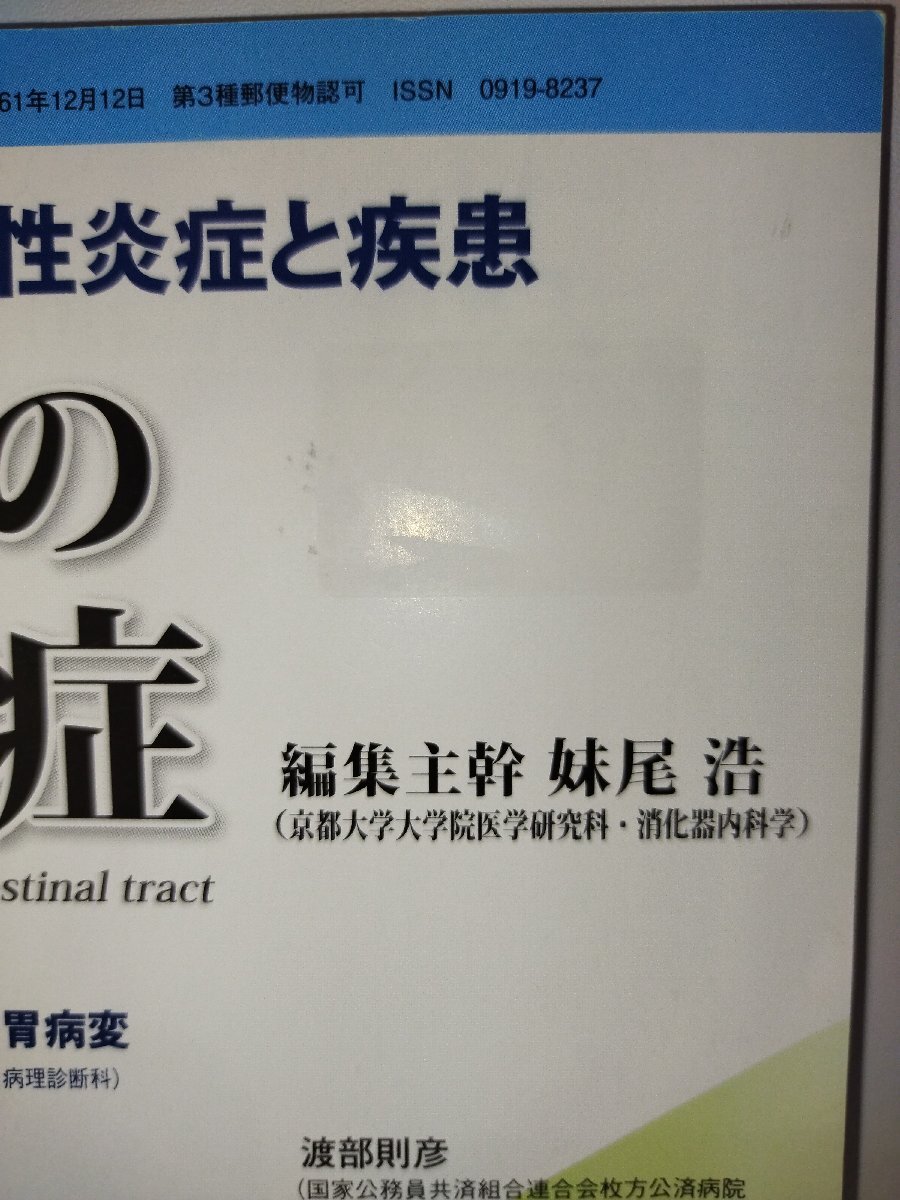 61年12月12日 第3種郵便物認可 ISSN 0919-8237
性炎症と疾患
の
症
編集主幹 妹尾 浩
(京都大学大学院医学研究科・消化器内科学)
stinal tract
胃病変
病理診断科)
渡部則彦
(国家公務員共済組合連合会枚方公済病院